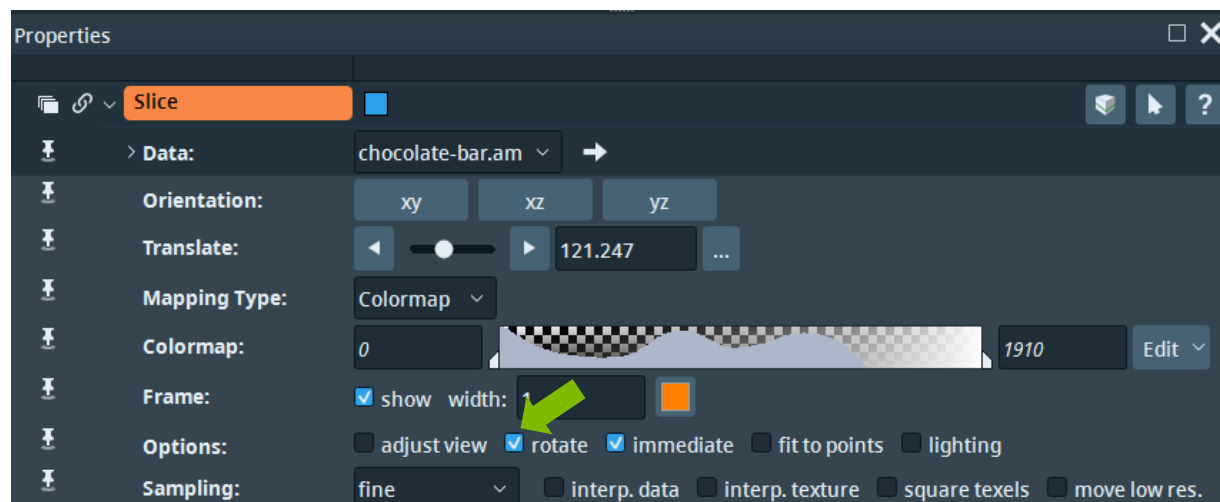 Properties
Slice ?
Data: chocolate-bar.am
Orientation: xy xz yz
Translate: 121.247 ...
Mapping Type: Colormap
Colormap: 0 1910 Edit
Frame: show width: 1
Options: adjust view rotate immediate fit to points lighting
Sampling: fine interp. data interp. texture square texels move low res.